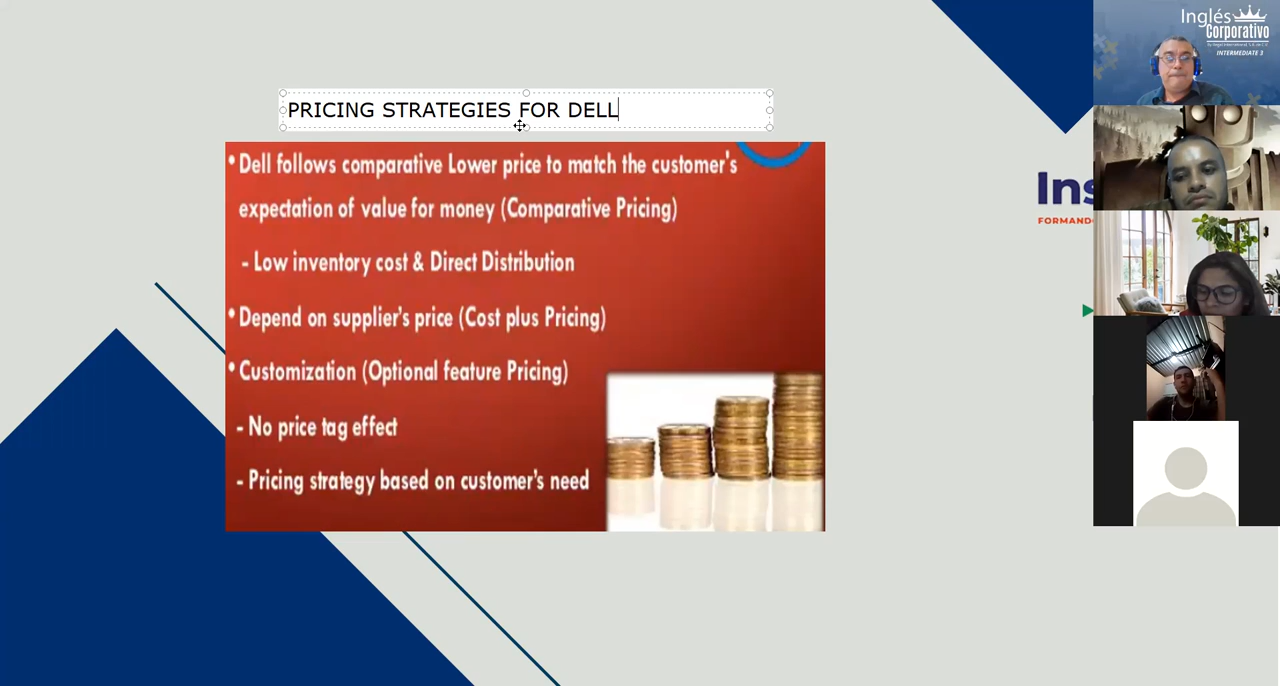 PRICING STRATEGIES FOR DELL
•Dell follows comparative Lower price to match the customer's
expectation of value for money (Comparative Pricing)
- Low inventory cost & Direct Distribution
•Depend on supplier's price (Cost plus Pricing)
•Customization (Optional feature Pricing)
- No price tag effect
- Pricing strategy based on customer's need
Ins
FORMAND
Inglés
Corporativo
INTERMEDIATE 3